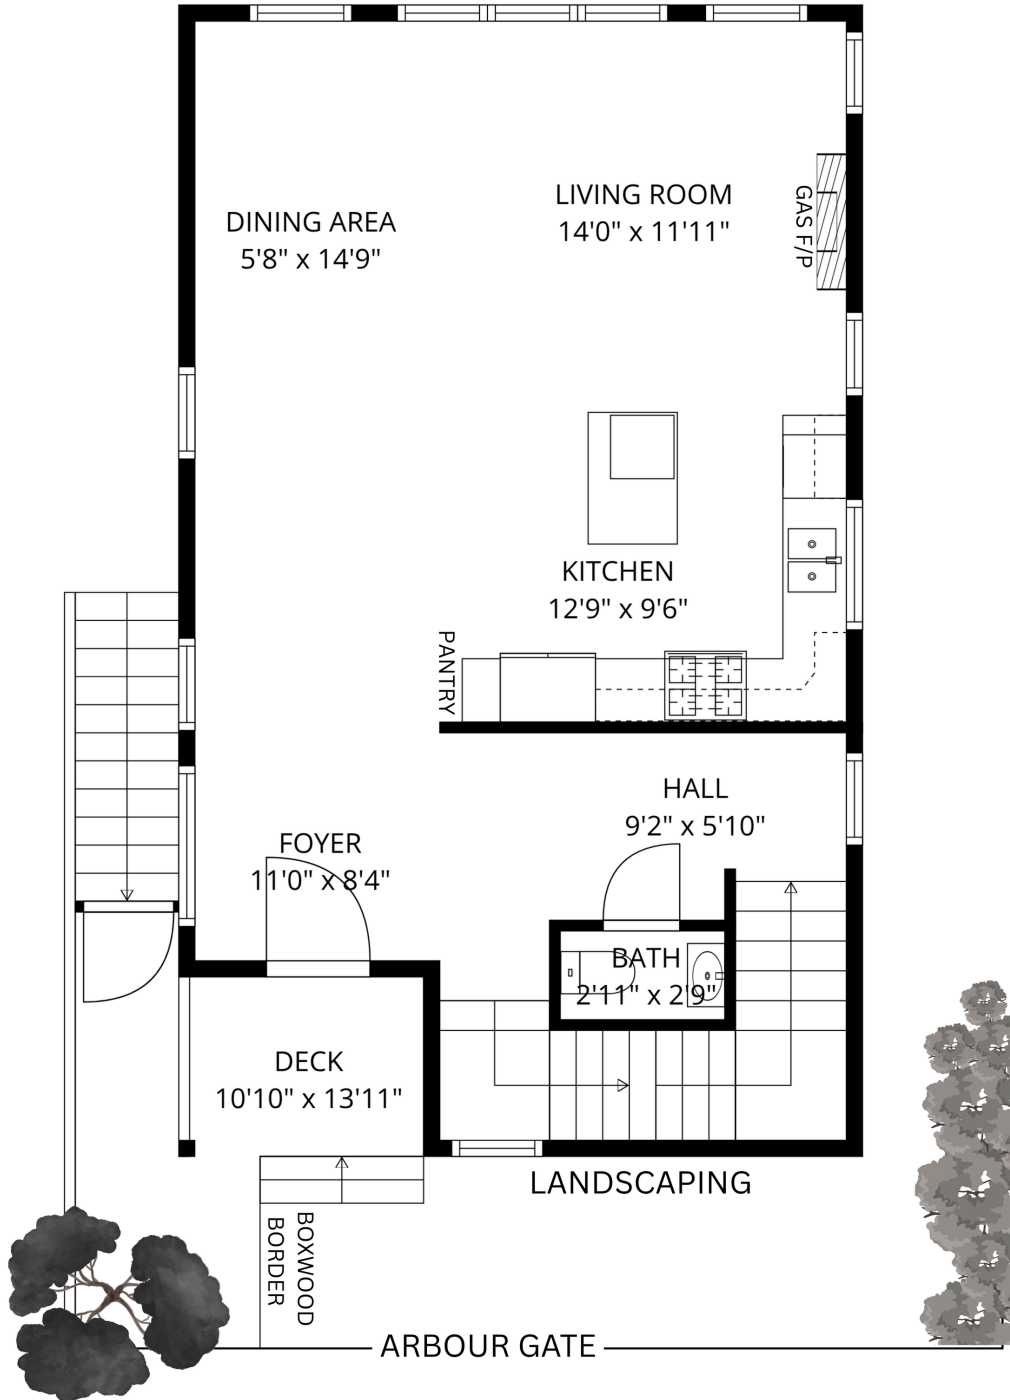 DINING AREA
5'8" x 14'9"
LIVING ROOM
14'0" x 11'11"
GAS F/P
KITCHEN
12'9" x 9'6"
PANTRY
HALL
9'2" x 5'10"
FOYER
11'0" x 8'4"
BATH
2'11" x 2'9"
DECK
10'10" x 13'11"
LANDSCAPING
BOXWOOD
BORDER
ARBOUR GATE